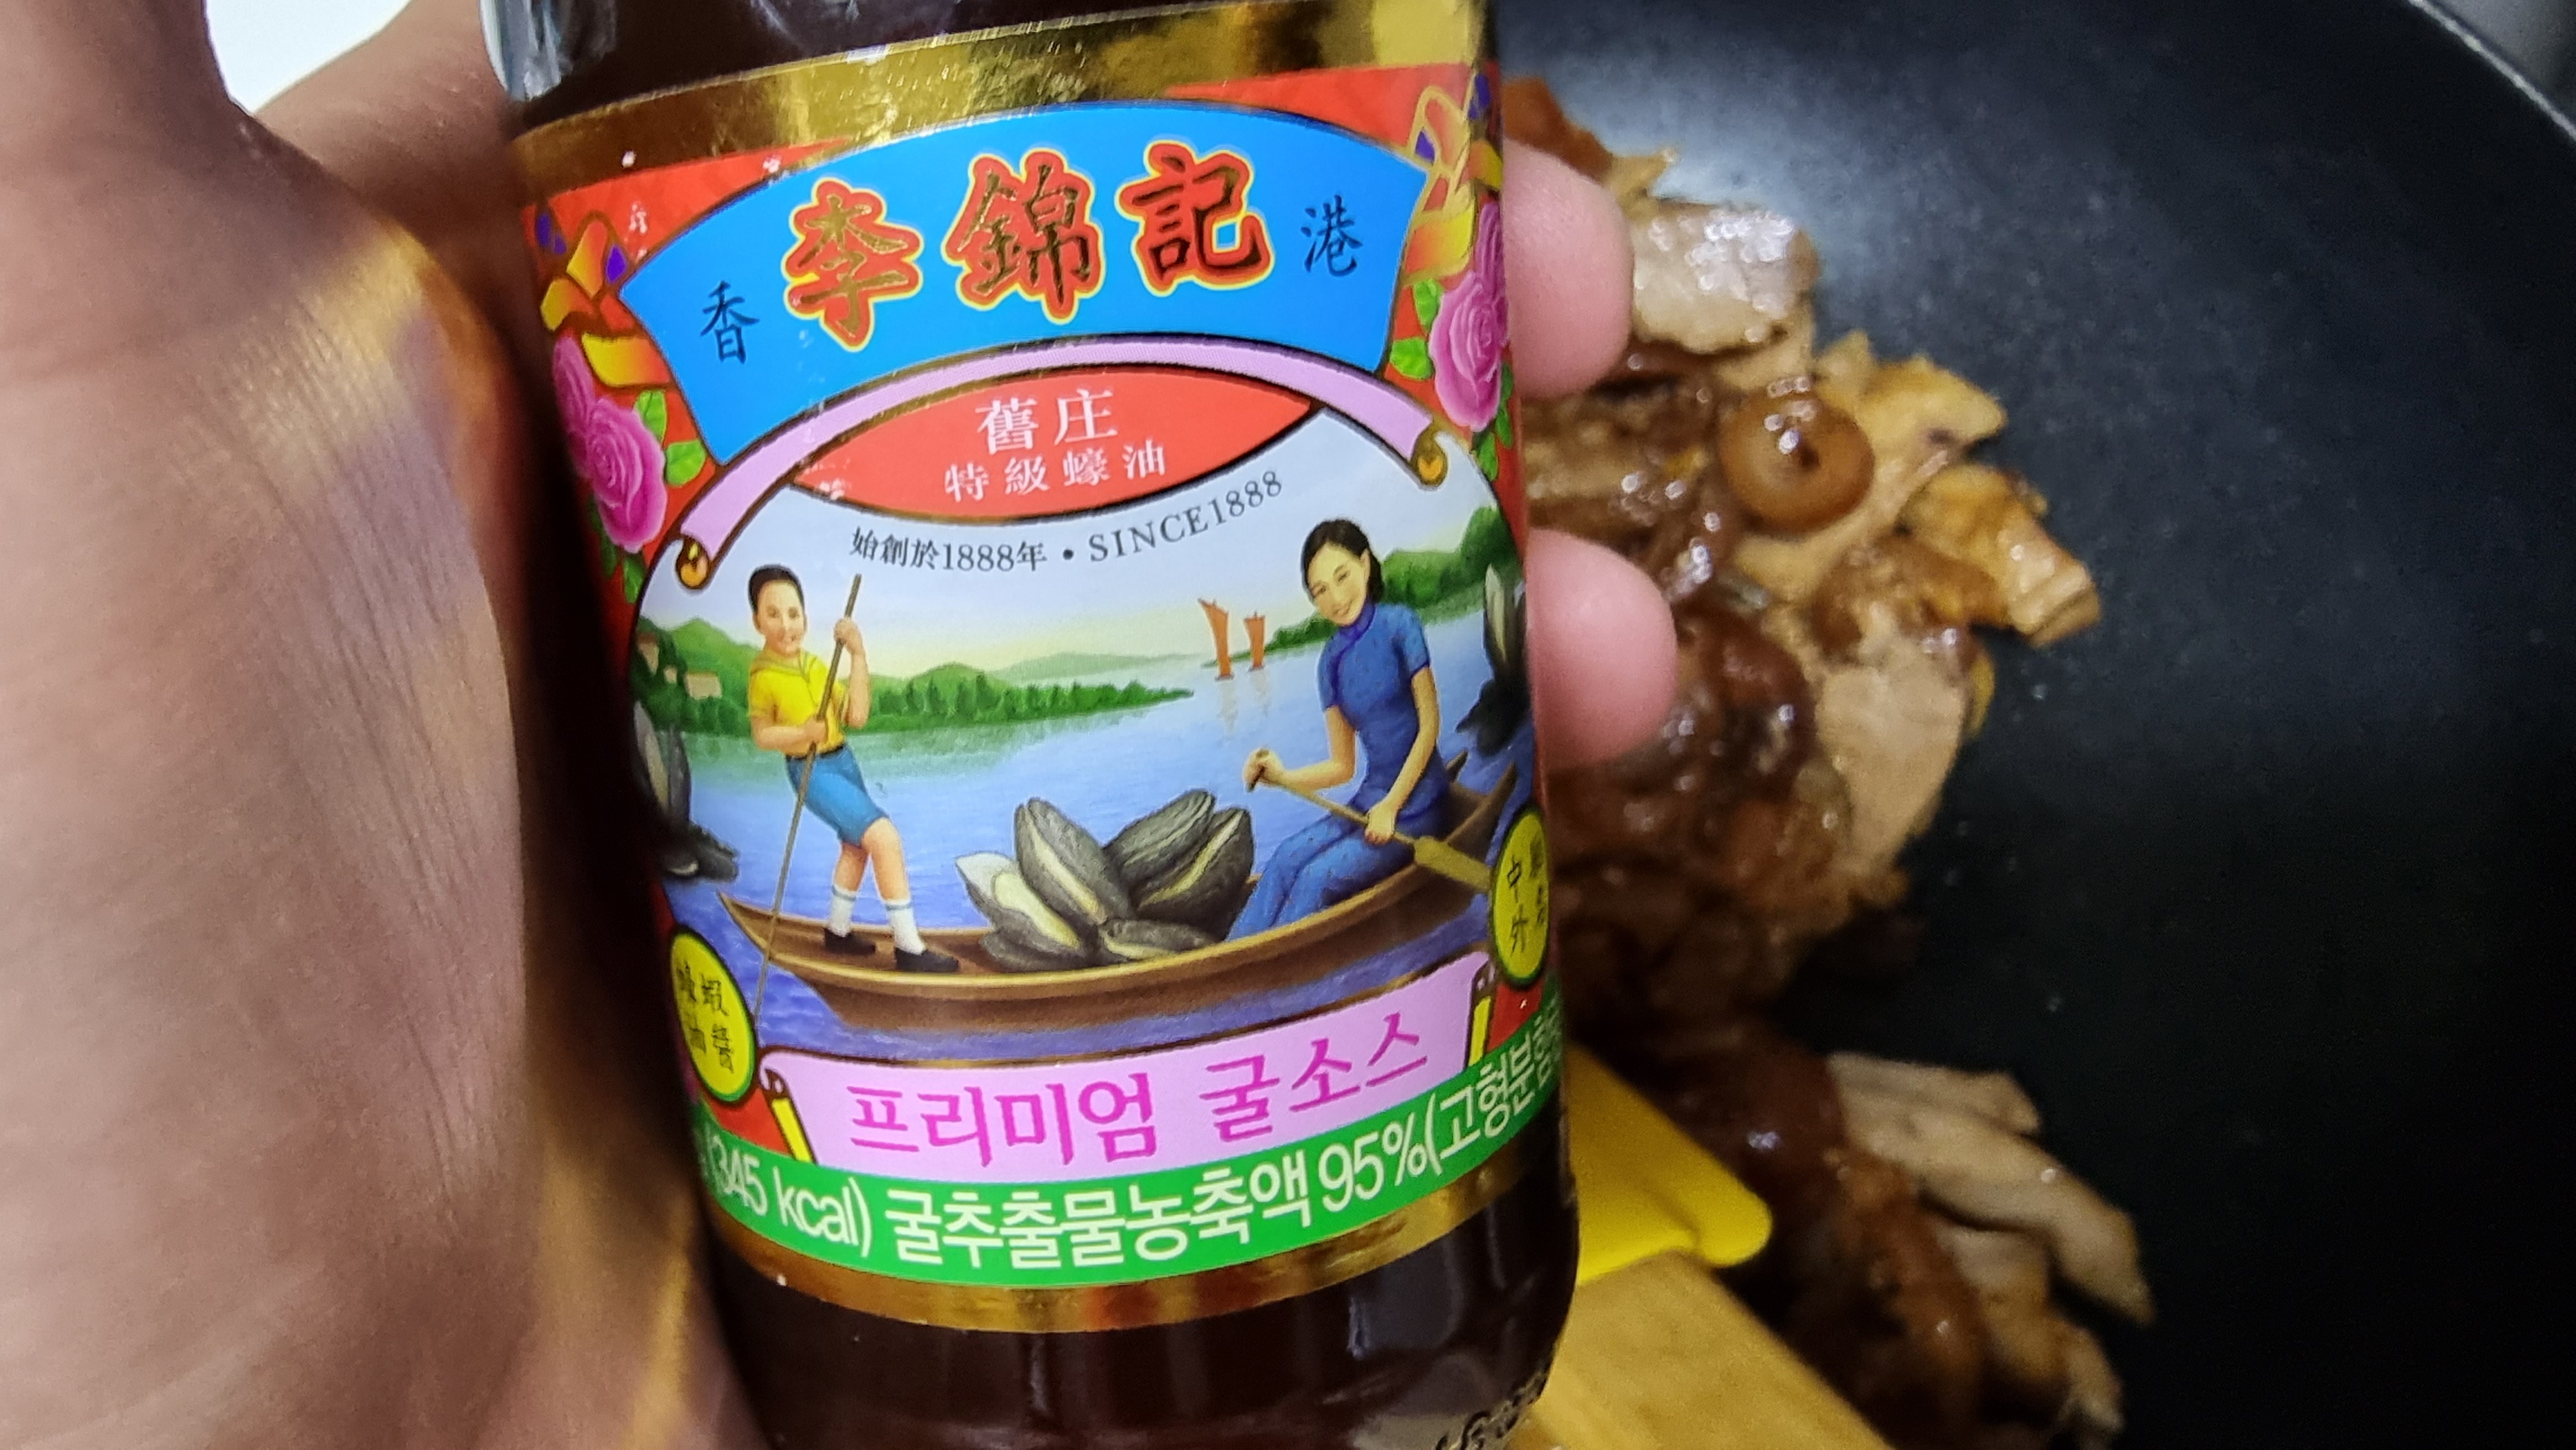 香 李錦記 港
舊庄
特級蠔油
始創於1888年・SINCE1888
中
外
蝦
醬
프리미엄 굴소스
(345 kcal) 굴추출물농축액 95%(고형분